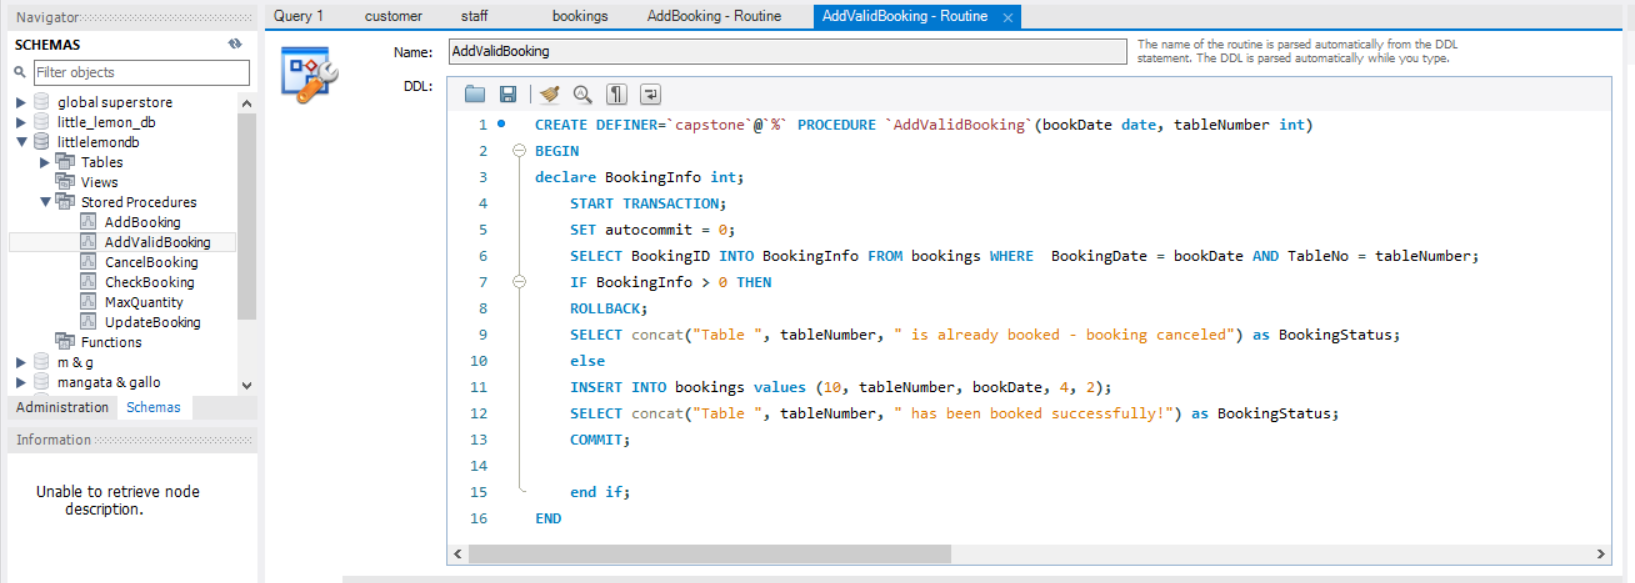 Navigator
SCHEMAS
Filter objects
global superstore
little_lemon_db
littlelemondb
Tables
Views
Stored Procedures
AddBooking
AddValidBooking
CancelBooking
CheckBooking
MaxQuantity
UpdateBooking
Functions
m & g
mangata & gallo
Administration Schemas
Information
Unable to retrieve node
description.
Query 1 customer staff bookings AddBooking - Routine AddValidBooking - Routine ×
Name: AddValidBooking
The name of the routine is parsed automatically from the DDL
statement. The DDL is parsed automatically while you type.
DDL:
1 CREATE DEFINER=`capstone`@`%` PROCEDURE `AddValidBooking`(bookDate date, tableNumber int)
2 BEGIN
3 declare BookingInfo int;
4 START TRANSACTION;
5 SET autocommit = 0;
6 SELECT BookingID INTO BookingInfo FROM bookings WHERE  BookingDate = bookDate AND TableNo = tableNumber;
7 IF BookingInfo > 0 THEN
8 ROLLBACK;
9 SELECT concat("Table ", tableNumber, " is already booked - booking canceled") as BookingStatus;
10 else
11 INSERT INTO bookings values (10, tableNumber, bookDate, 4, 2);
12 SELECT concat("Table ", tableNumber, " has been booked successfully!") as BookingStatus;
13 COMMIT;
14
15 end if;
16 END